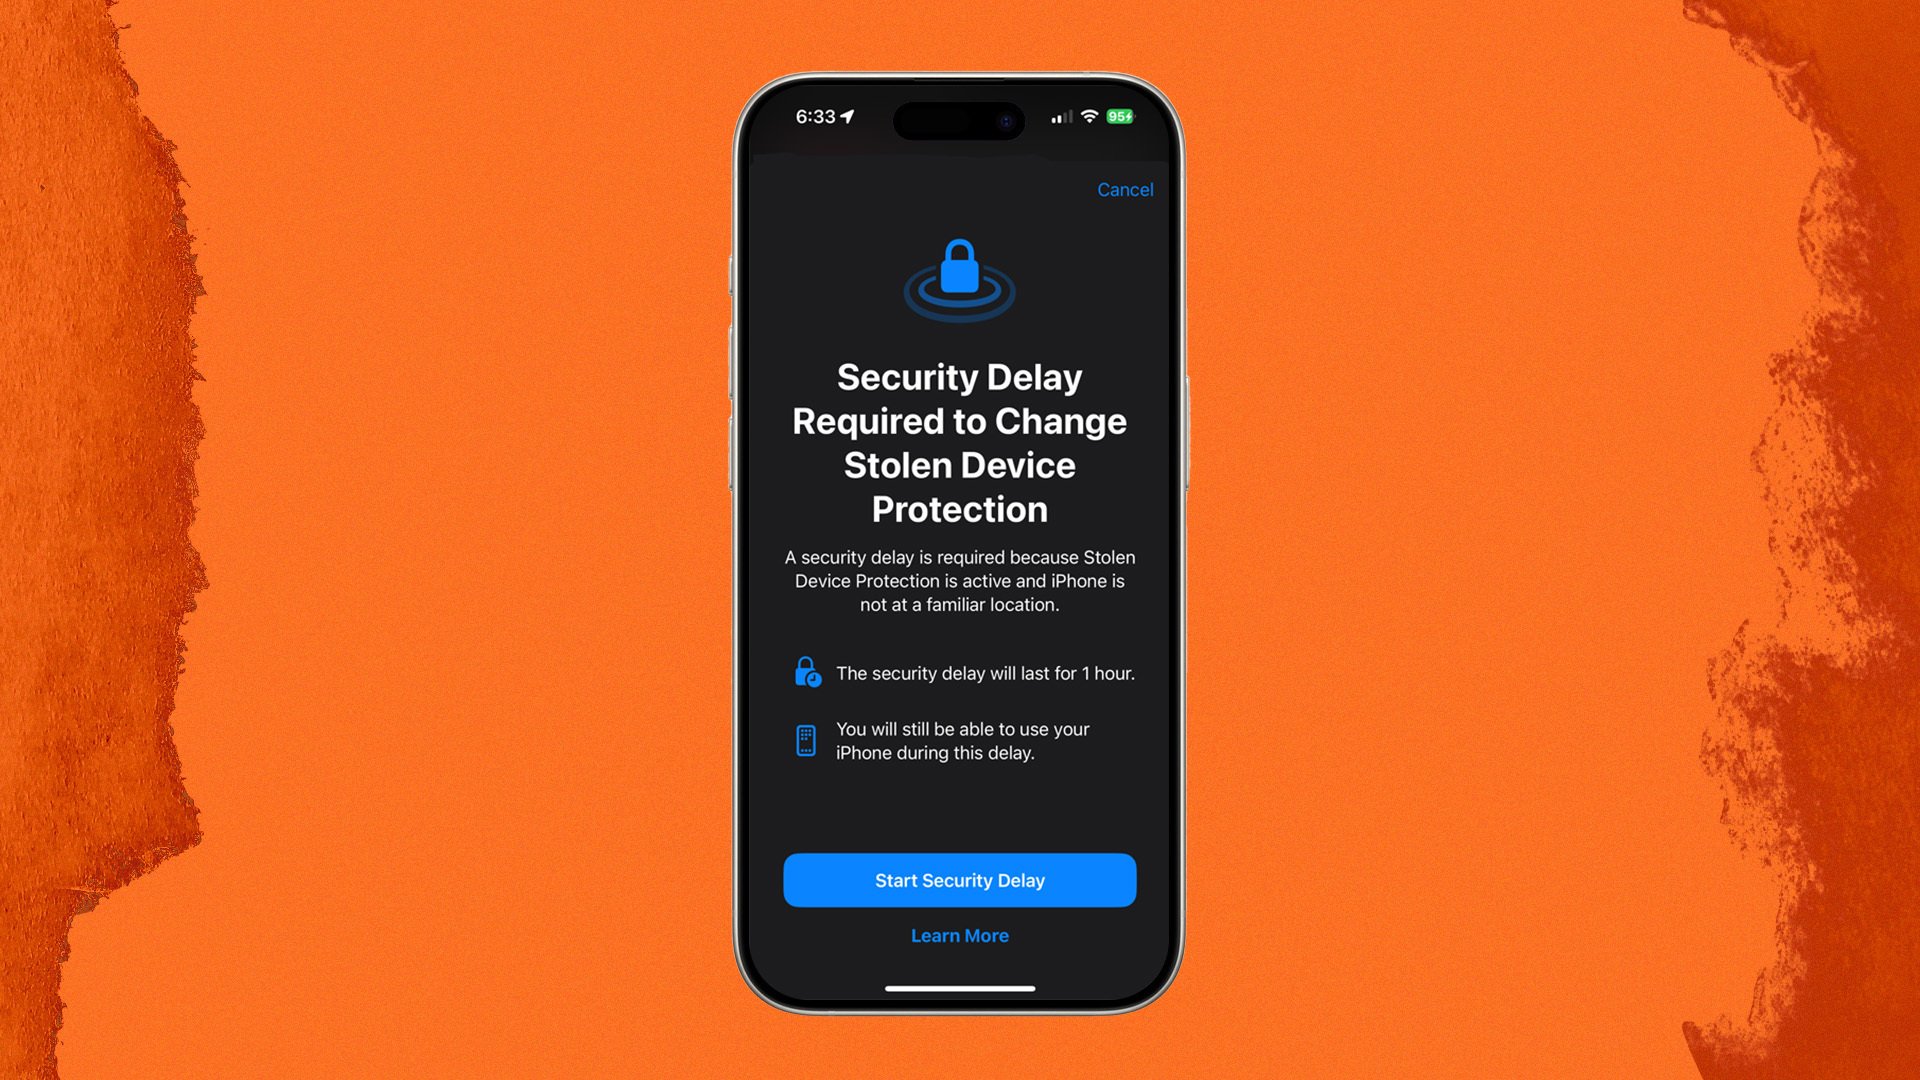 6:33
95
Cancel
Security Delay
Required to Change
Stolen Device
Protection
A security delay is required because Stolen
Device Protection is active and iPhone is
not at a familiar location.
The security delay will last for 1 hour.
You will still be able to use your
iPhone during this delay.
Start Security Delay
Learn More